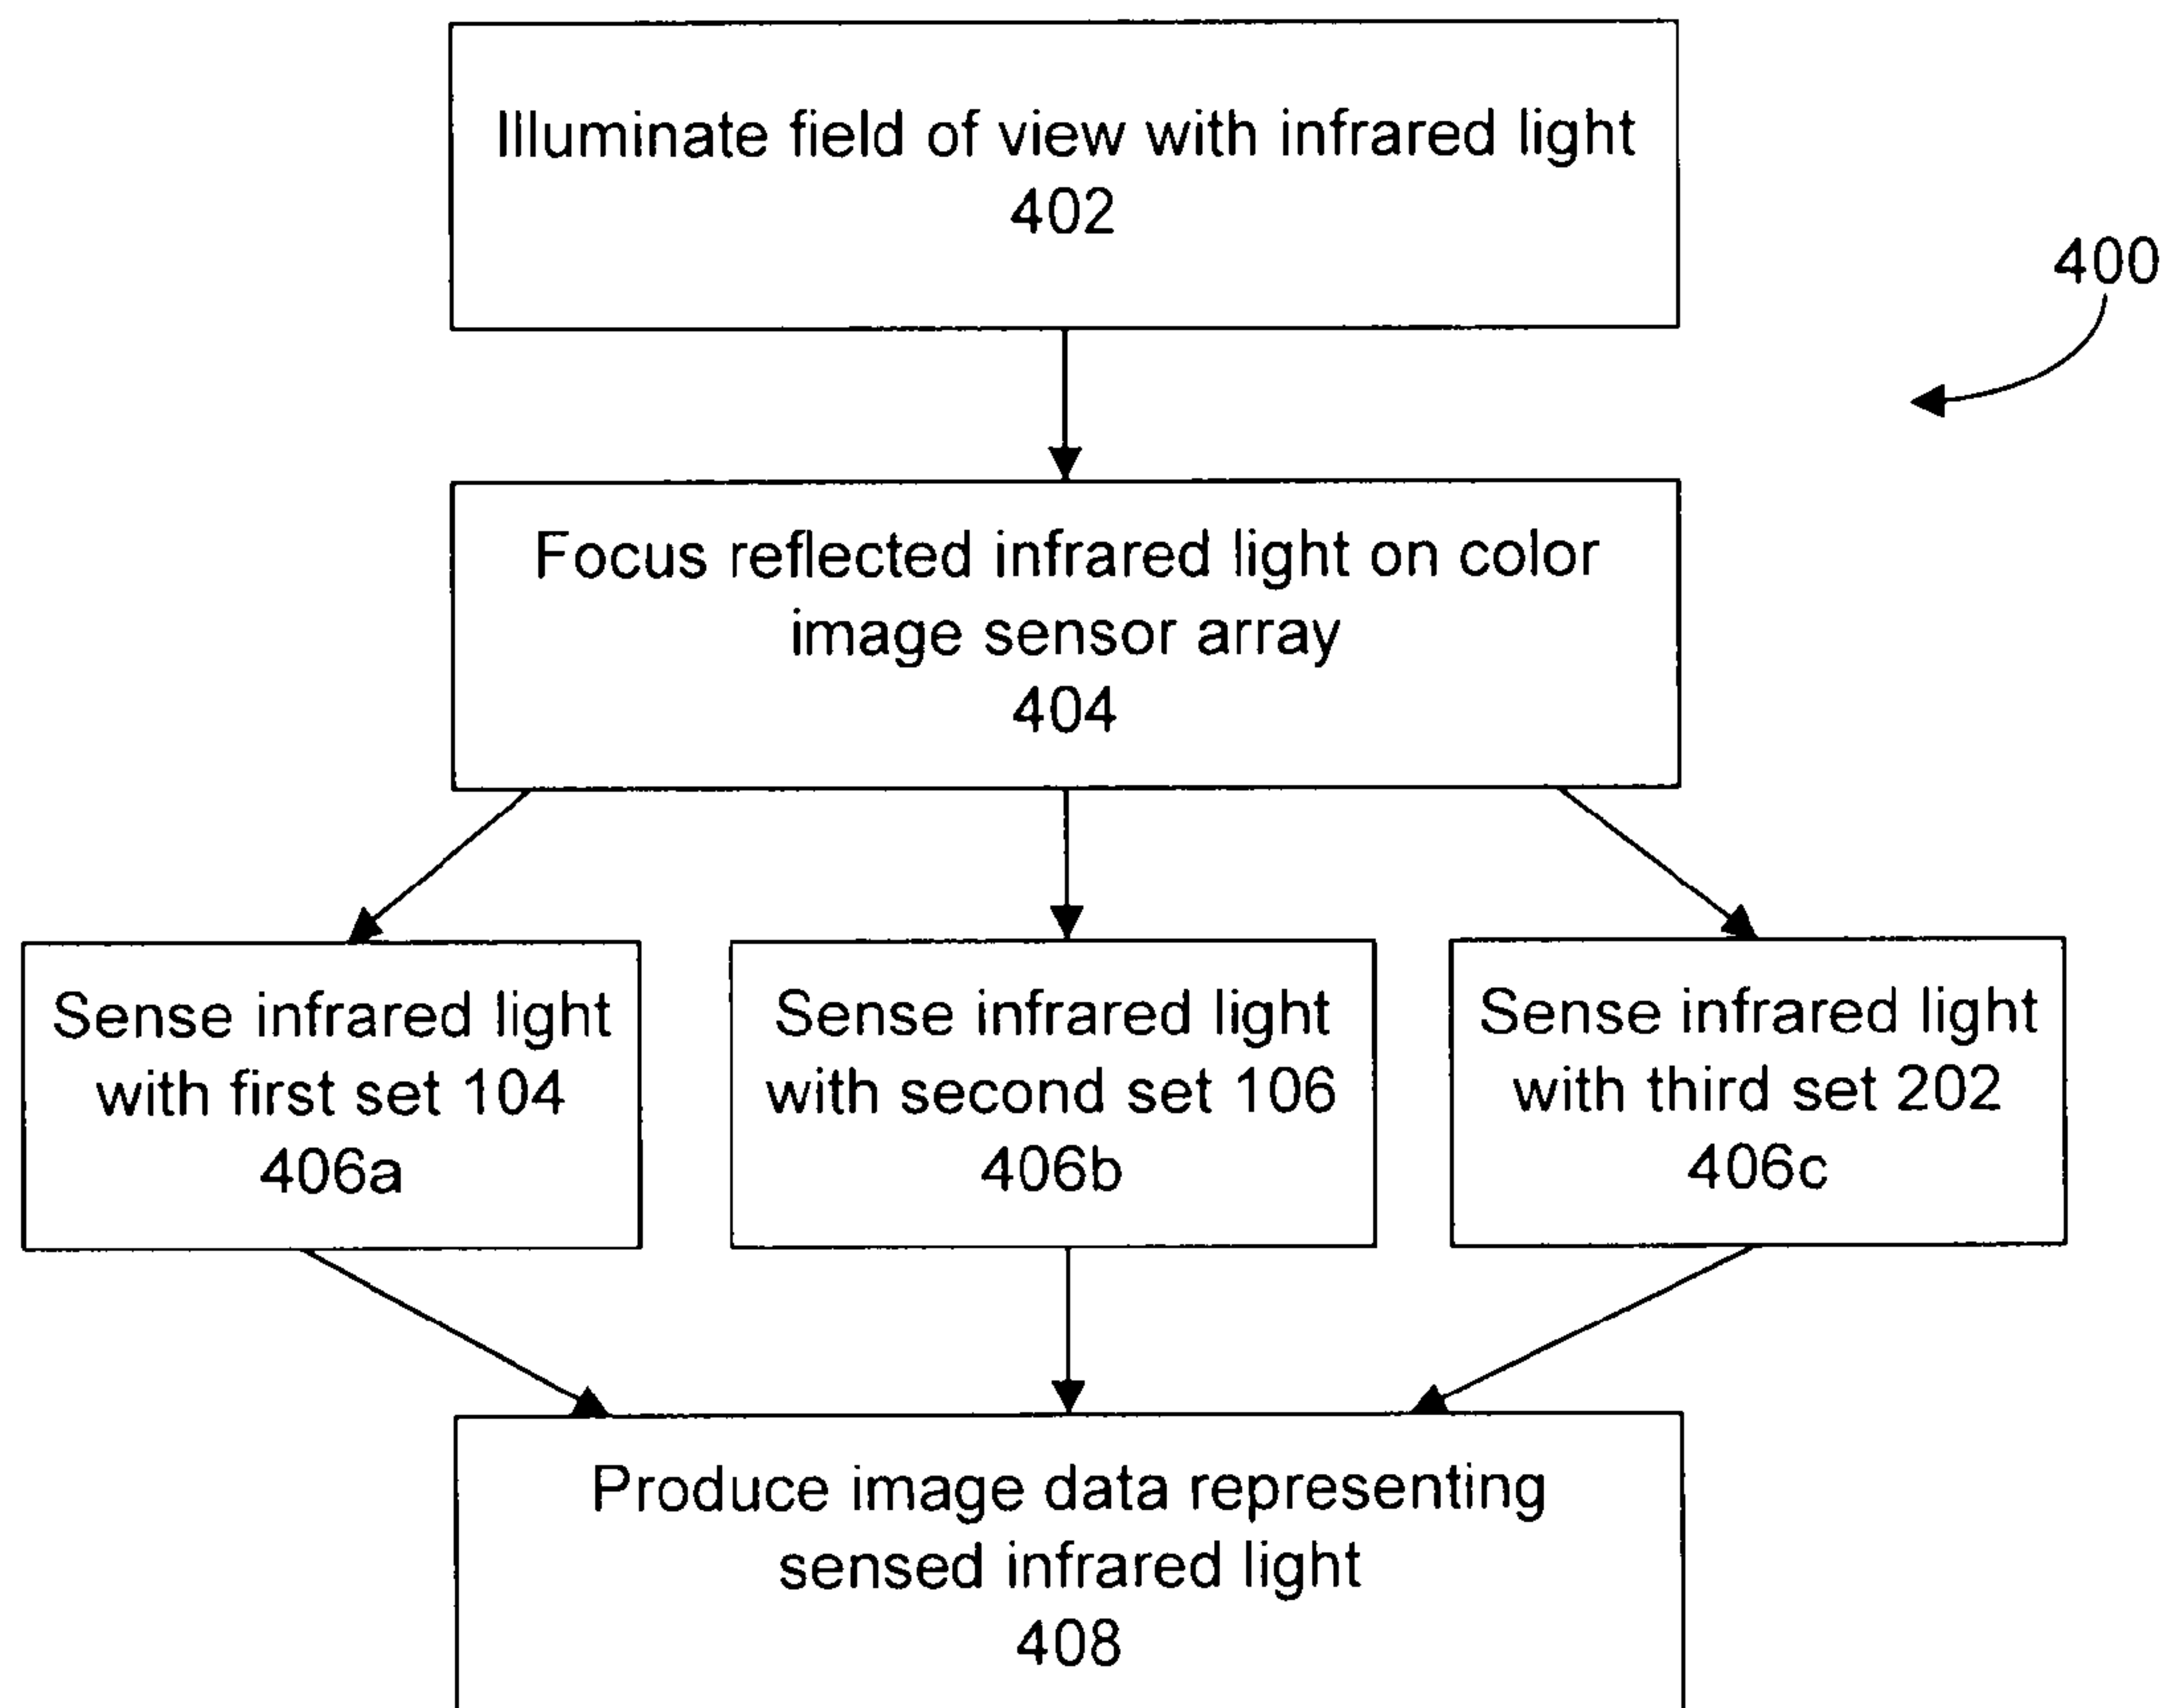 Illuminate field of view with infrared light
402
400
Focus reflected infrared light on color
image sensor array
404
Sense infrared light
with first set 104
406a
Sense infrared light
with second set 106
406b
Sense infrared light
with third set 202
406c
Produce image data representing
sensed infrared light
408